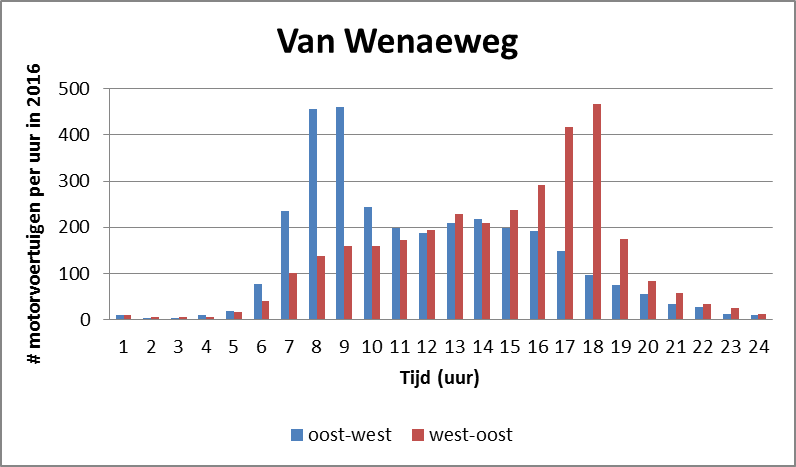 Van Wenaeweg
# motorvoertuigen per uur in 2016
500
400
300
200
100
0
1 2 3 4 5 6 7 8 9 10 11 12 13 14 15 16 17 18 19 20 21 22 23 24
Tijd (uur)
oost-west west-oost